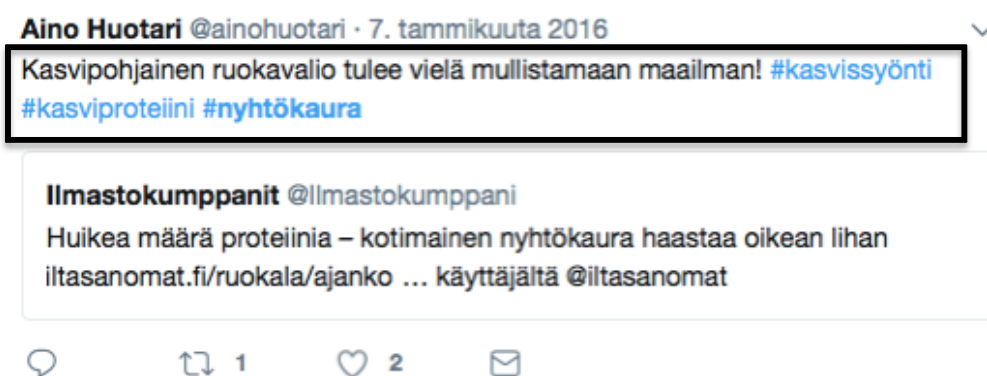 Aino Huotari @ainohuotari · 7. tammikuuta 2016
Kasvipohjainen ruokavalio tulee vielä mullistamaan maailman! #kasvissyönti
#kasviproteiini #nyhtökaura
Ilmastokumppanit @Ilmastokumppani
Huikea määrä proteiinia – kotimainen nyhtökaura haastaa oikean lihan
iltasanomat.fi/ruokala/ajanko … käyttäjältä @iltasanomat
1 2